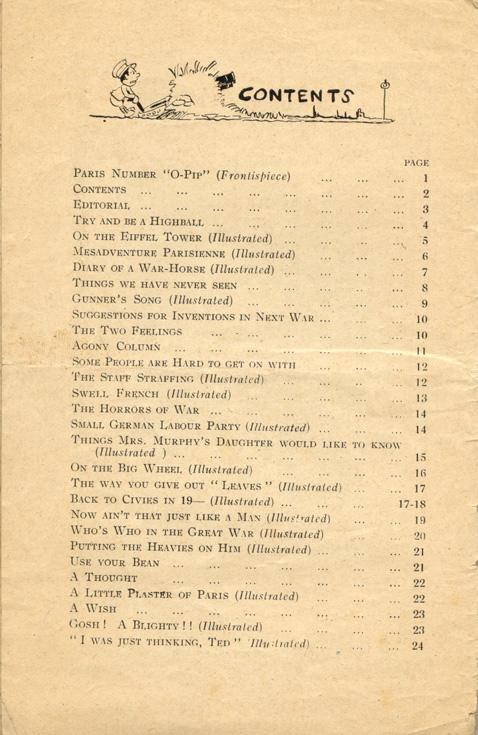 CONTENTS
PAGE
PARIS NUMBER "O-PIP" (Frontispiece) ... ... ... 1
CONTENTS ... ... ... ... ... ... ... 2
EDITORIAL ... ... ... ... ... ... ... 3
TRY AND BE A HIGHBALL ... ... ... ... ... 4
ON THE EIFFEL TOWER (Illustrated) ... ... ... ... 5
MESADVENTURE PARISIENNE (Illustrated) ... ... ... 6
DIARY OF A WAR-HORSE (Illustrated) ... ... ... ... 7
THINGS WE HAVE NEVER SEEN ... ... ... ... ... 8
GUNNER'S SONG (Illustrated) ... ... ... ... ... 9
SUGGESTIONS FOR INVENTIONS IN NEXT WAR ... ... ... 10
THE TWO FEELINGS ... ... ... ... ... 10
AGONY COLUMN ... ... ... ... ... ... 11
SOME PEOPLE ARE HARD TO GET ON WITH ... ... ... 12
THE STAFF STRAFFING (Illustrated) ... ... ... ... 12
SWELL FRENCH (Illustrated) ... ... ... ... 13
THE HORRORS OF WAR ... ... ... ... ... 14
SMALL GERMAN LABOUR PARTY (Illustrated) ... ... ... 14
THINGS MRS. MURPHY'S DAUGHTER WOULD LIKE TO KNOW
(Illustrated ) ... ... ... ... ... ... 15
ON THE BIG WHEEL (Illustrated) ... ... ... ... 16
THE WAY YOU GIVE OUT " LEAVES " (Illustrated) ... ... 17
BACK TO CIVIES IN 19— (Illustrated) ... ... ... 17-18
NOW AIN'T THAT JUST LIKE A MAN (Illustrated) ... ... 19
WHO'S WHO IN THE GREAT WAR (Illustrated) ... ... 20
PUTTING THE HEAVIES ON HIM (Illustrated) ... ... ... 21
USE YOUR BEAN ... ... ... ... ... ... 21
A THOUGHT ... ... ... ... ... ... 22
A LITTLE PLASTER OF PARIS (Illustrated) ... ... ... 22
A WISH ... ... ... ... ... ... ... 23
GOSH ! A BLIGHTY ! ! (Illustrated) ... ... ... ... 23
" I WAS JUST THINKING, TED " (Illustrated) ... ... ... 24